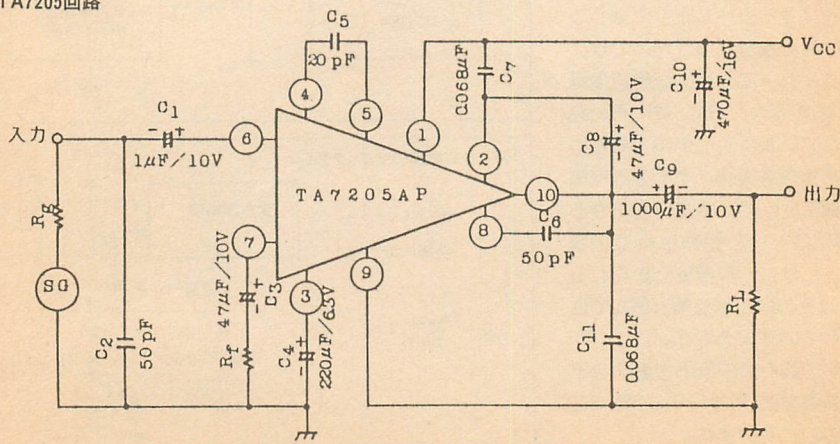 TA7205回路
C5
20pF
4
5
C1
入力
1μF/10V
6
1
0.068μF
C7
2
VCC
C10
470μF/16V
C8
47μF/10V
TA7205AP
10
C9
1000μF/10V
出力
Rg
SG
C2
50pF
7
47μF/10V
C3
Rf
3
C4
220μF/6.3V
9
8
C6
50pF
C11
0.068μF
RL